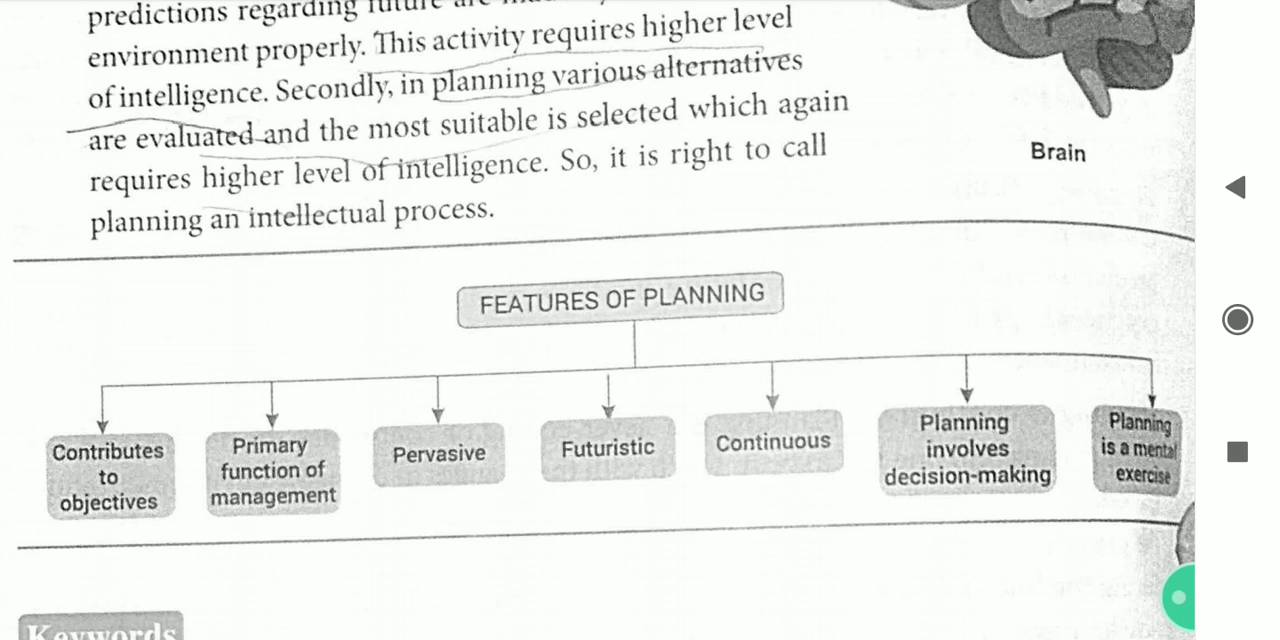 predictions regarding future are
environment properly. This activity requires higher level
of intelligence. Secondly, in planning various alternatives
are evaluated and the most suitable is selected which again
requires higher level of intelligence. So, it is right to call
planning an intellectual process.
Brain
FEATURES OF PLANNING
Contributes
to
objectives
Primary
function of
management
Pervasive
Futuristic
Continuous
Planning
involves
decision-making
Planning
is a mental
exercise
Keywords